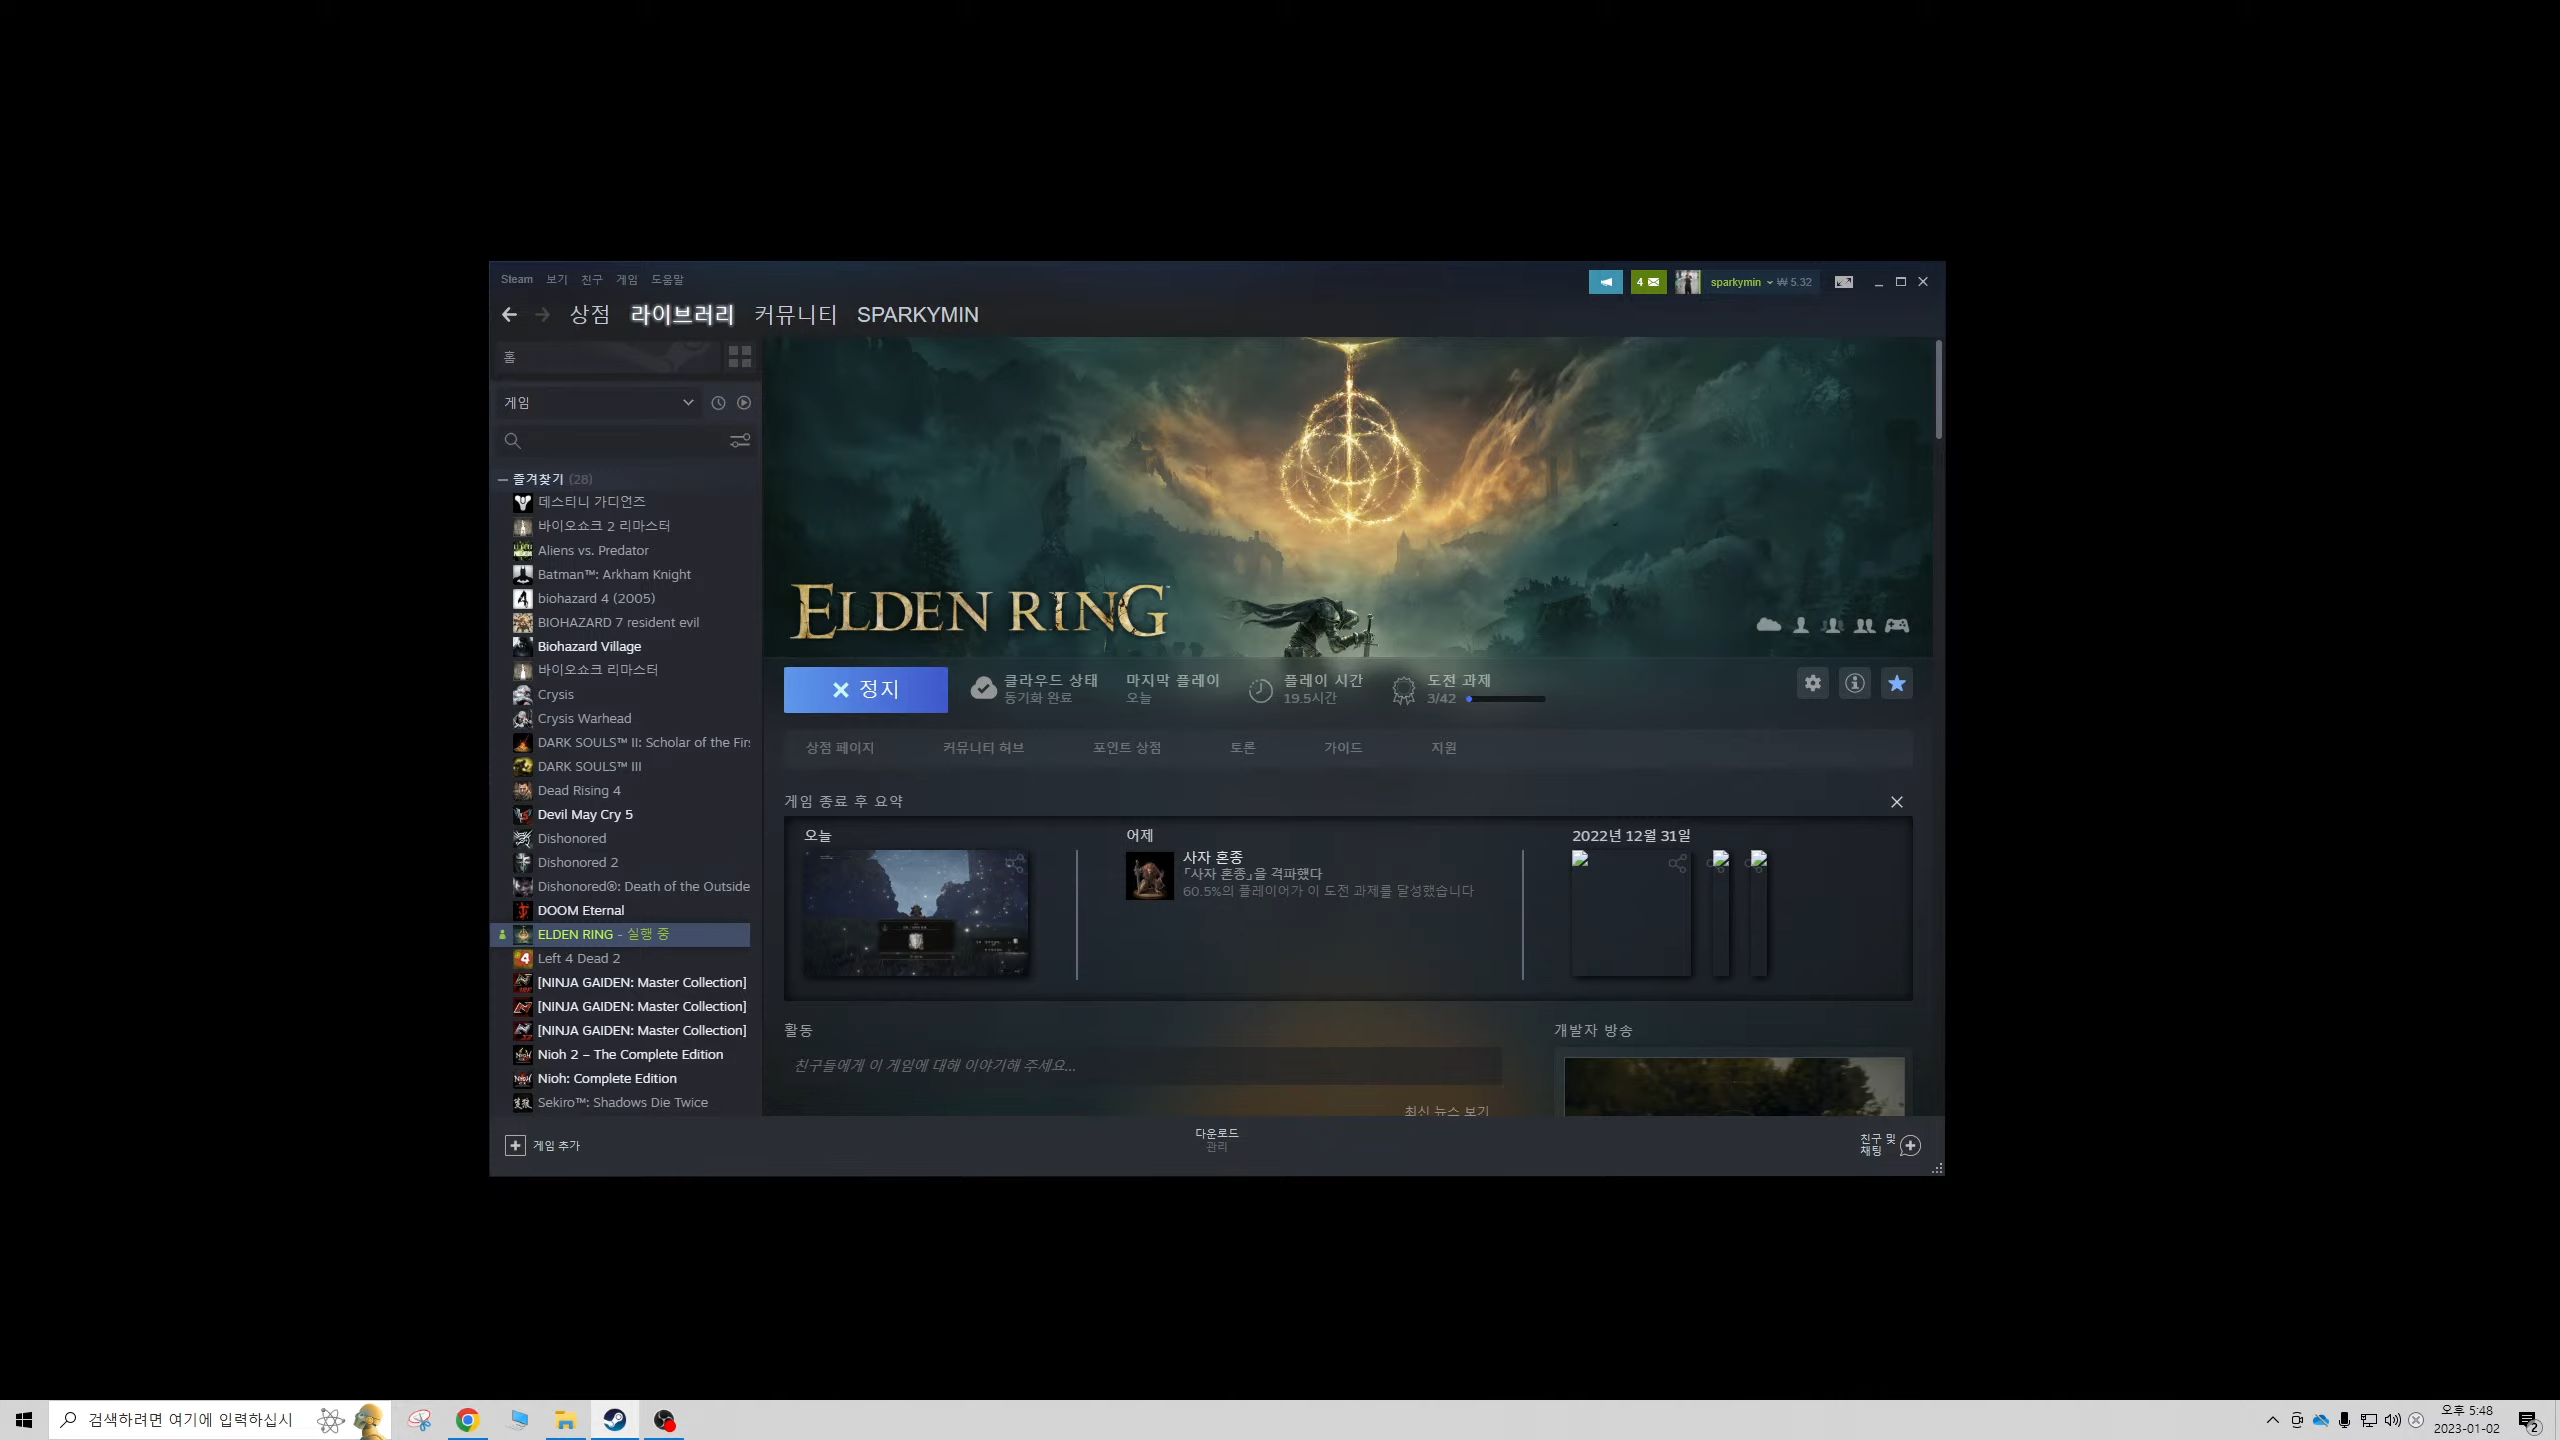 Steam 보기 친구 게임 도움말
4
sparkymin ₩ 5.32
상점 라이브러리 커뮤니티 SPARKYMIN
홈
게임
즐겨찾기 (28)
데스티니 가디언즈
바이오쇼크 2 리마스터
Aliens vs. Predator
Batman™: Arkham Knight
biohazard 4 (2005)
BIOHAZARD 7 resident evil
Biohazard Village
바이오쇼크 리마스터
Crysis
Crysis Warhead
DARK SOULS™ II: Scholar of the Firs
DARK SOULS™ III
Dead Rising 4
Devil May Cry 5
Dishonored
Dishonored 2
Dishonored®: Death of the Outside
DOOM Eternal
ELDEN RING - 실행 중
Left 4 Dead 2
[NINJA GAIDEN: Master Collection]
[NINJA GAIDEN: Master Collection]
[NINJA GAIDEN: Master Collection]
Nioh 2 – The Complete Edition
Nioh: Complete Edition
Sekiro™: Shadows Die Twice
게임 추가
ELDEN RING™
정지
클라우드 상태
동기화 완료
마지막 플레이
오늘
플레이 시간
19.5시간
도전 과제
3/42
상점 페이지 커뮤니티 허브 포인트 상점 토론 가이드 지원
게임 종료 후 요약
오늘
어제
사자 혼종
「사자 혼종」을 격파했다
60.5%의 플레이어가 이 도전 과제를 달성했습니다
2022년 12월 31일
활동
친구들에게 이 게임에 대해 이야기해 주세요...
최신 뉴스 보기
개발자 방송
다운로드
관리
친구 및
채팅
검색하려면 여기에 입력하십시
오후 5:48
2023-01-02
2